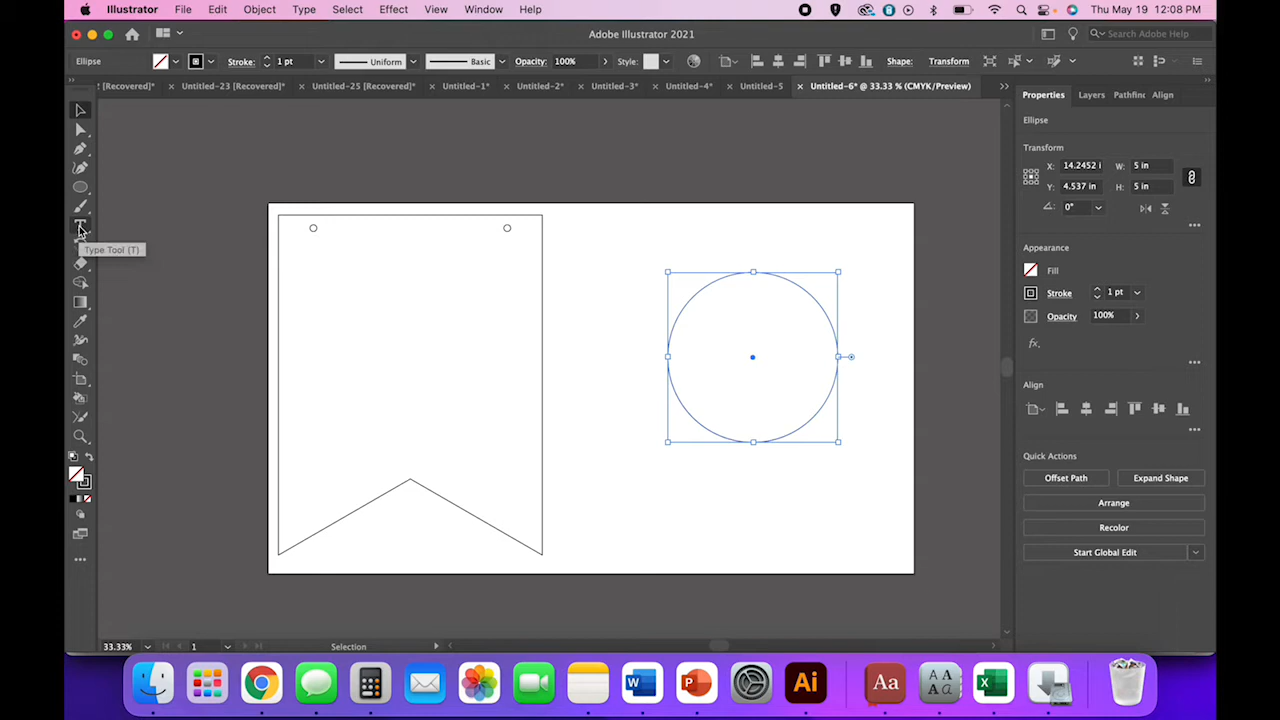 Illustrator File Edit Object Type Select Effect View Window Help Thu May 19 12:08 PM
Adobe Illustrator 2021 Search Adobe Help
Ellipse Stroke: 1 pt Uniform Basic Opacity: 100% Style: Shape: Transform
[Recovered]* × Untitled-23 [Recovered]* × Untitled-25 [Recovered]* × Untitled-1* × Untitled-2* × Untitled-3* × Untitled-4* × Untitled-5 × Untitled-6* @ 33.33 % (CMYK/Preview)
Properties Layers Pathfinc Align
Ellipse
Transform
X: 14.2452 i W: 5 in
Y: 4.537 in H: 5 in
0°
Type Tool (T)
Appearance
Fill
Stroke 1 pt
Opacity 100%
fx.
Align
Quick Actions
Offset Path Expand Shape
Arrange
Recolor
Start Global Edit
33.33% 1 Selection
W P Ai Aa X